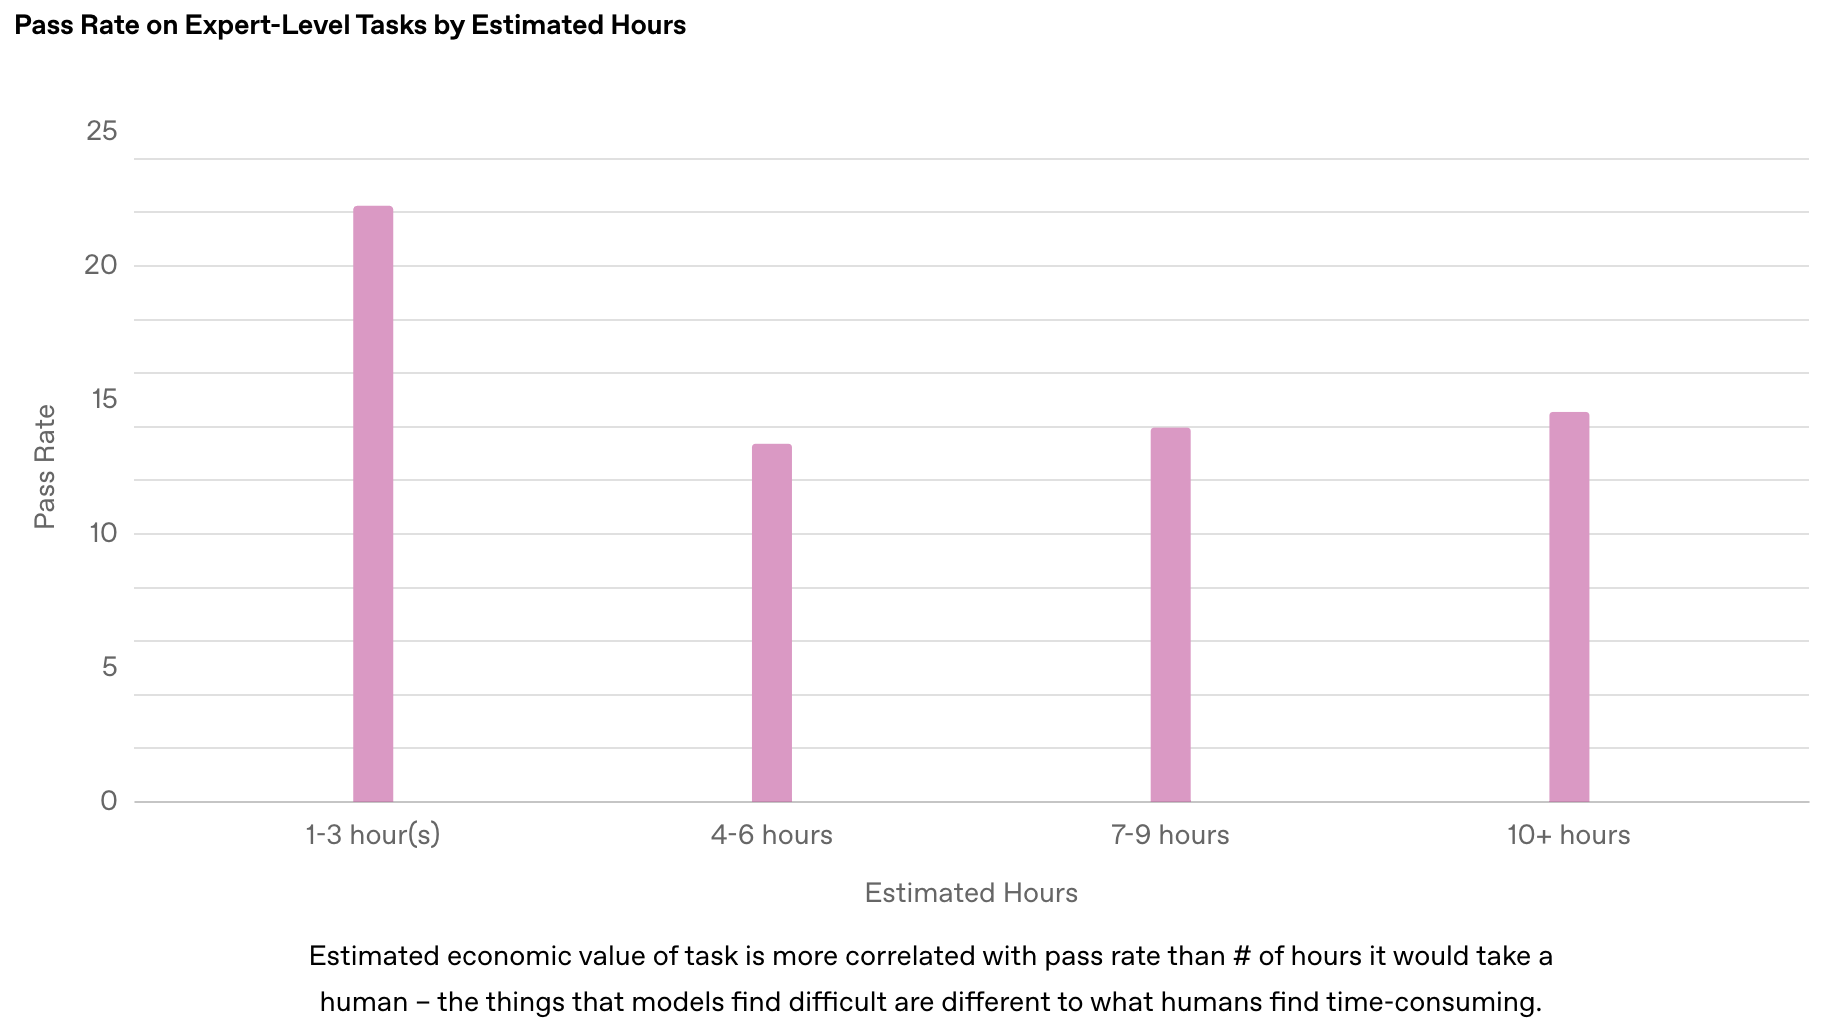 Pass Rate on Expert-Level Tasks by Estimated Hours
25
20
15
10
5
0
Pass Rate
1-3 hour(s)
4-6 hours
7-9 hours
10+ hours
Estimated Hours
Estimated economic value of task is more correlated with pass rate than # of hours it would take a
human – the things that models find difficult are different to what humans find time-consuming.